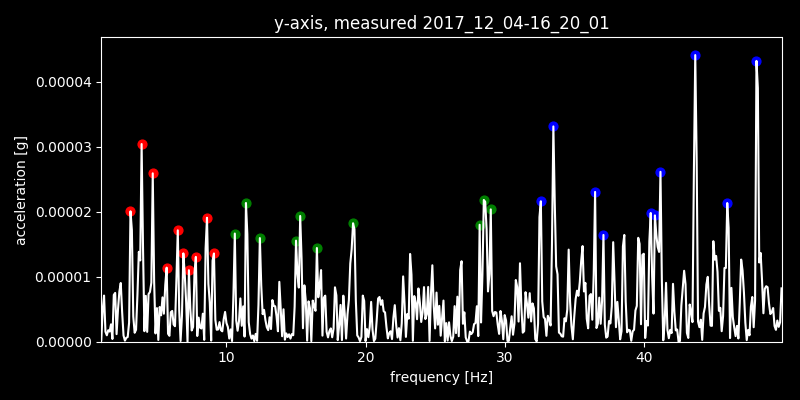 y-axis, measured 2017_12_04-16_20_01
acceleration [g]
0.00004
0.00003
0.00002
0.00001
0.00000
10 20 30 40
frequency [Hz]